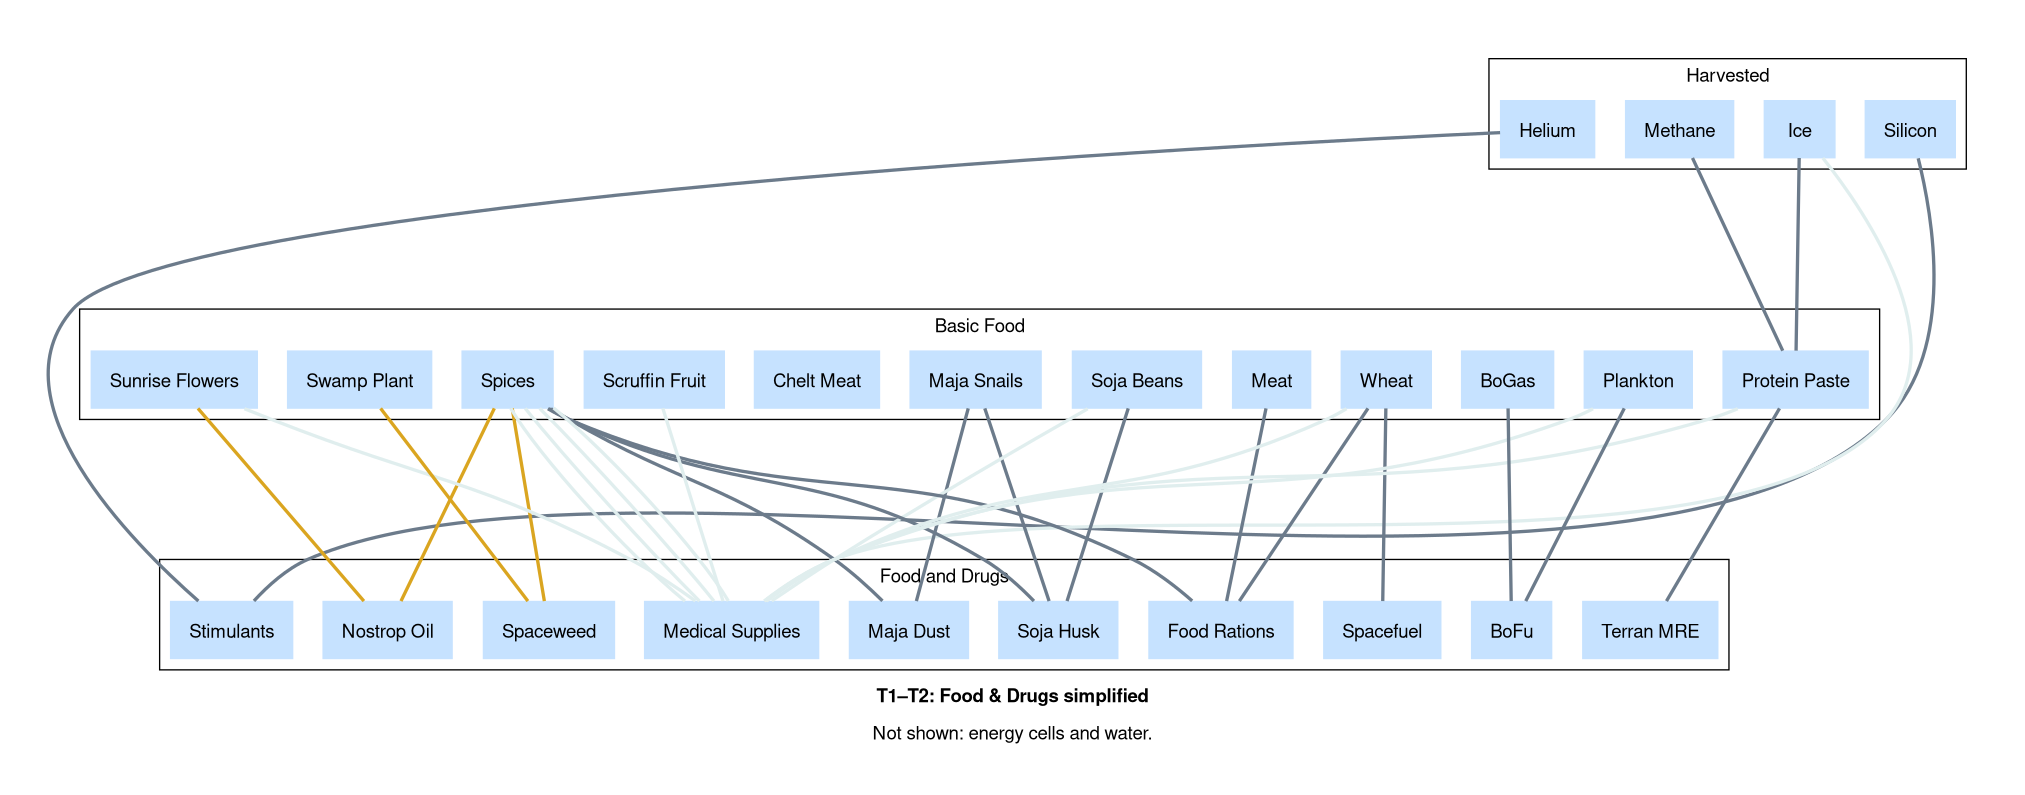 Harvested
Helium
Methane
Ice
Silicon
Basic Food
Sunrise Flowers
Swamp Plant
Spices
Scruffin Fruit
Chelt Meat
Maja Snails
Soja Beans
Meat
Wheat
BoGas
Plankton
Protein Paste
Food and Drugs
Stimulants
Nostrop Oil
Spaceweed
Medical Supplies
Maja Dust
Soja Husk
Food Rations
Spacefuel
BoFu
Terran MRE
T1–T2: Food & Drugs simplified
Not shown: energy cells and water.